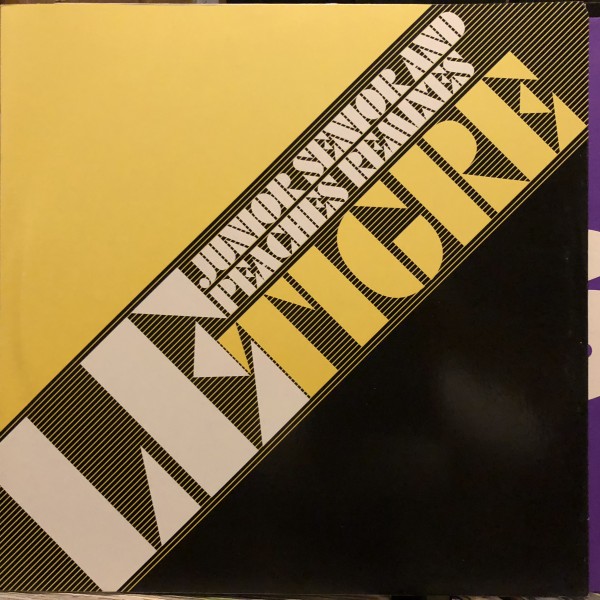 JUNIOR SENIOR AND
PEACHES REMIXES
LE TIGRE